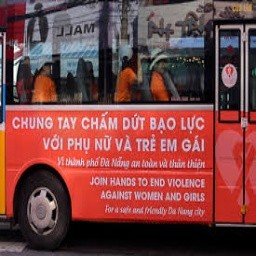 CHUNG TAY CHẤM DỨT BẠO LỰC
VỚI PHỤ NỮ VÀ TRẺ EM GÁI
Vì thành phố Đà Nẵng an toàn và thân thiện
JOIN HANDS TO END VIOLENCE
AGAINST WOMEN AND GIRLS
For a safe and friendly Da Nang city